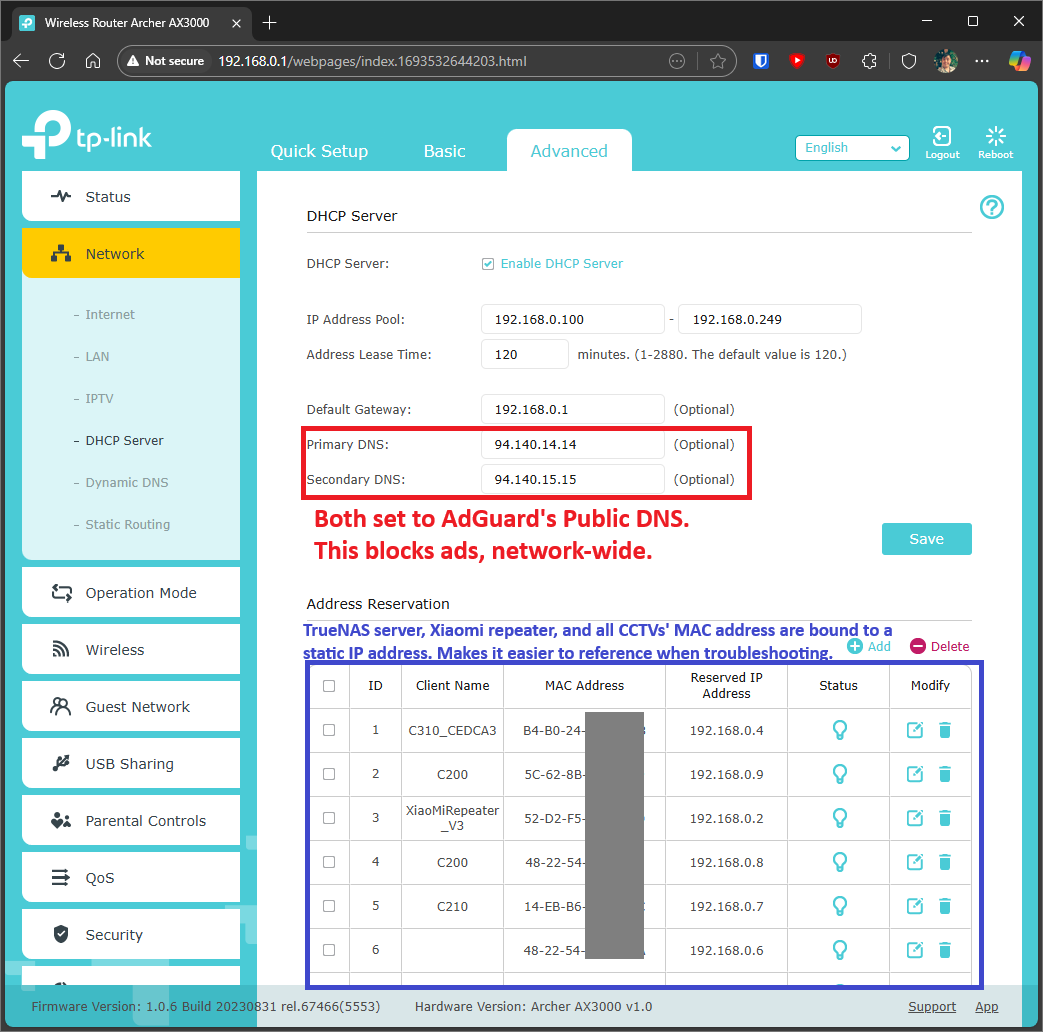 Wireless Router Archer AX3000
Not secure
192.168.0.1/webpages/index.1693532644203.html
tp-link
Quick Setup
Basic
Advanced
English
Logout
Reboot
Status
Network
- Internet
- LAN
- IPTV
- DHCP Server
- Dynamic DNS
- Static Routing
Operation Mode
Wireless
Guest Network
USB Sharing
Parental Controls
QoS
Security
DHCP Server
DHCP Server: Enable DHCP Server
IP Address Pool: 192.168.0.100 - 192.168.0.249
Address Lease Time: 120 minutes. (1-2880. The default value is 120.)
Default Gateway: 192.168.0.1 (Optional)
Primary DNS: 94.140.14.14 (Optional)
Secondary DNS: 94.140.15.15 (Optional)
Both set to AdGuard's Public DNS.
This blocks ads, network-wide.
Save
Address Reservation
TrueNAS server, Xiaomi repeater, and all CCTVs' MAC address are bound to a
static IP address. Makes it easier to reference when troubleshooting.
Add
Delete
ID Client Name MAC Address Reserved IP Address Status Modify
1 C310_CEDCA3 B4-B0-24- 192.168.0.4
2 C200 5C-62-8B- 192.168.0.9
3 XiaoMiRepeater_V3 52-D2-F5- 192.168.0.2
4 C200 48-22-54- 192.168.0.8
5 C210 14-EB-B6- 192.168.0.7
6 48-22-54- 192.168.0.6
Firmware Version: 1.0.6 Build 20230831 rel.67466(5553)
Hardware Version: Archer AX3000 v1.0
Support
App